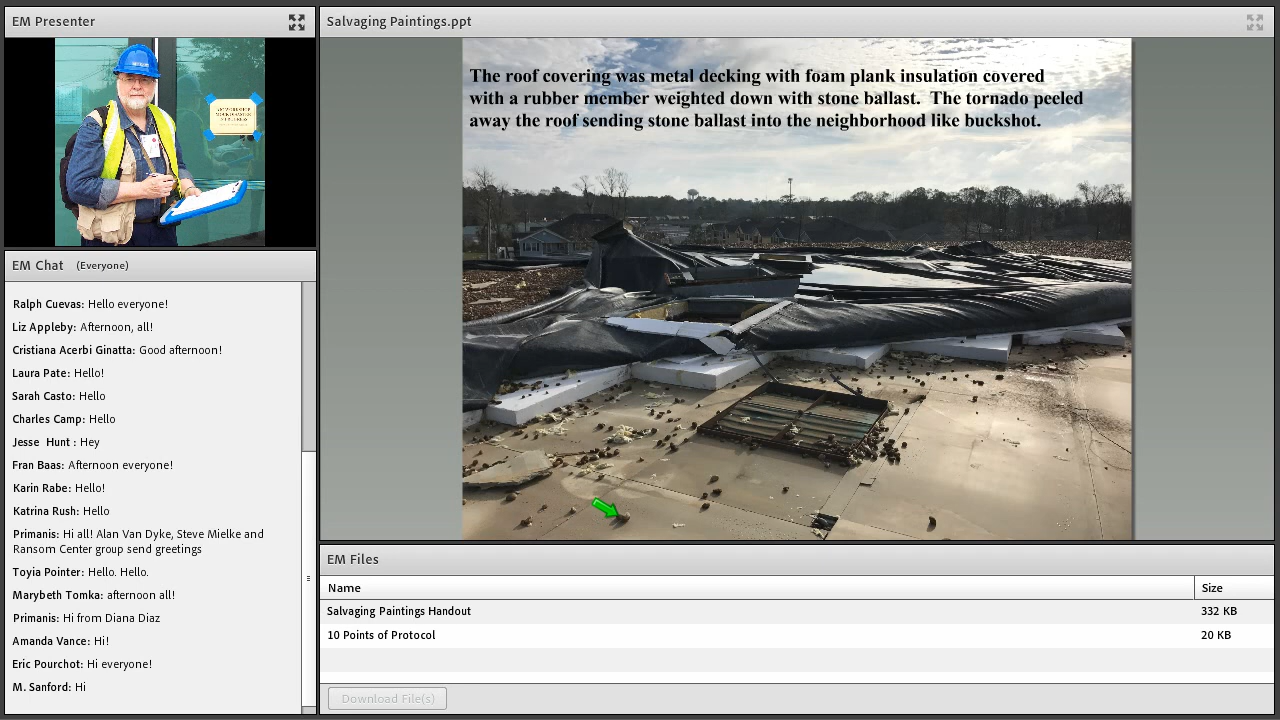 EM Presenter
EM Chat (Everyone)
Ralph Cuevas: Hello everyone!
Liz Appleby: Afternoon, all!
Cristiana Acerbi Ginatta: Good afternoon!
Laura Pate: Hello!
Sarah Casto: Hello
Charles Camp: Hello
Jesse Hunt : Hey
Fran Baas: Afternoon everyone!
Karin Rabe: Hello!
Katrina Rush: Hello
Primanis: Hi all! Alan Van Dyke, Steve Mielke and
Ransom Center group send greetings
Toyia Pointer: Hello. Hello.
Marybeth Tomka: afternoon all!
Primanis: Hi from Diana Diaz
Amanda Vance: Hi!
Eric Pourchot: Hi everyone!
M. Sanford: Hi
Salvaging Paintings.ppt
The roof covering was metal decking with foam plank insulation covered
with a rubber member weighted down with stone ballast. The tornado peeled
away the roof sending stone ballast into the neighborhood like buckshot.
EM Files
Name Size
Salvaging Paintings Handout 332 KB
10 Points of Protocol 20 KB
Download File(s)